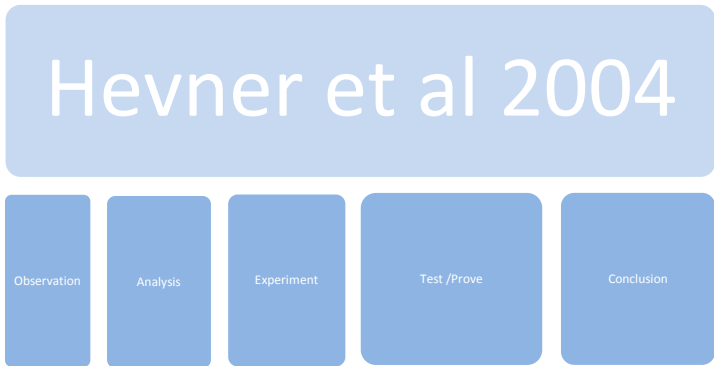 Hevner et al 2004
Observation
Analysis
Experiment
Test /Prove
Conclusion